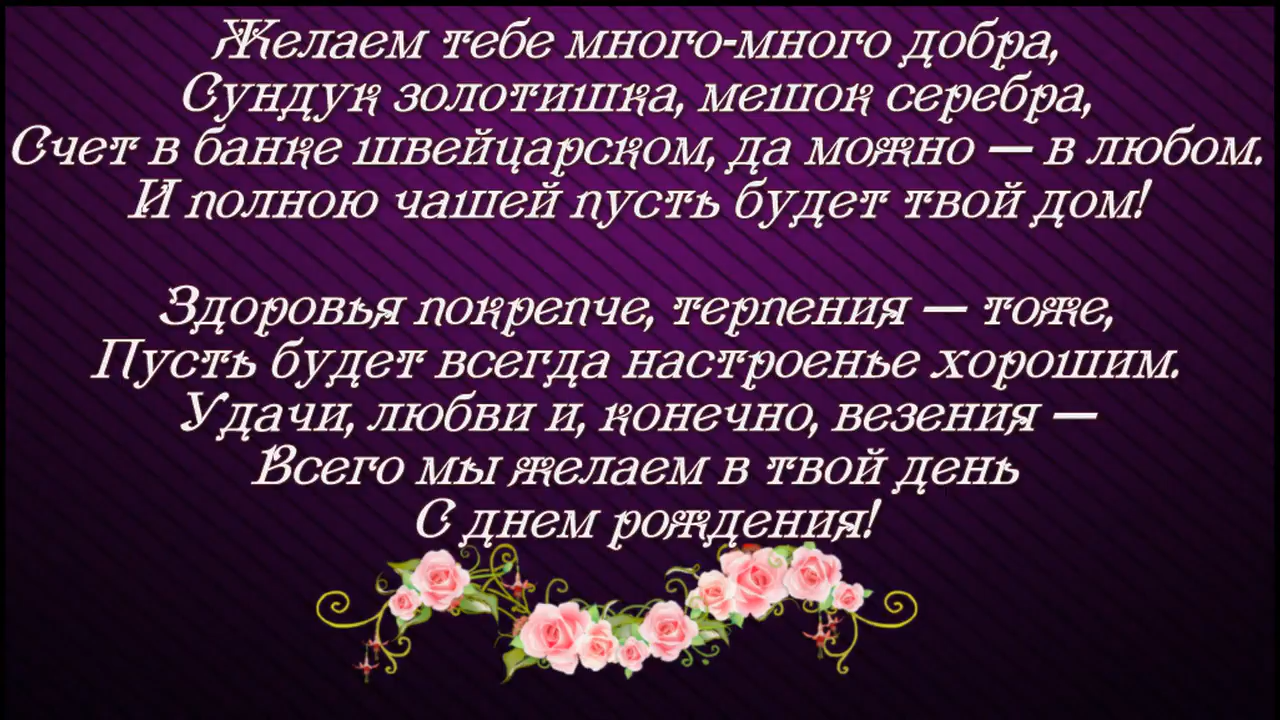 Желаем тебе много-много добра,
Сундук золотишка, мешок серебра,
Счет в банке швейцарском, да можно — в любом.
И полною чашей пусть будет твой дом!
Здоровья покрепче, терпения — тоже,
Пусть будет всегда настроенье хорошим.
Удачи, любви и, конечно, везения —
Всего мы желаем в твой день
С днем рождения!